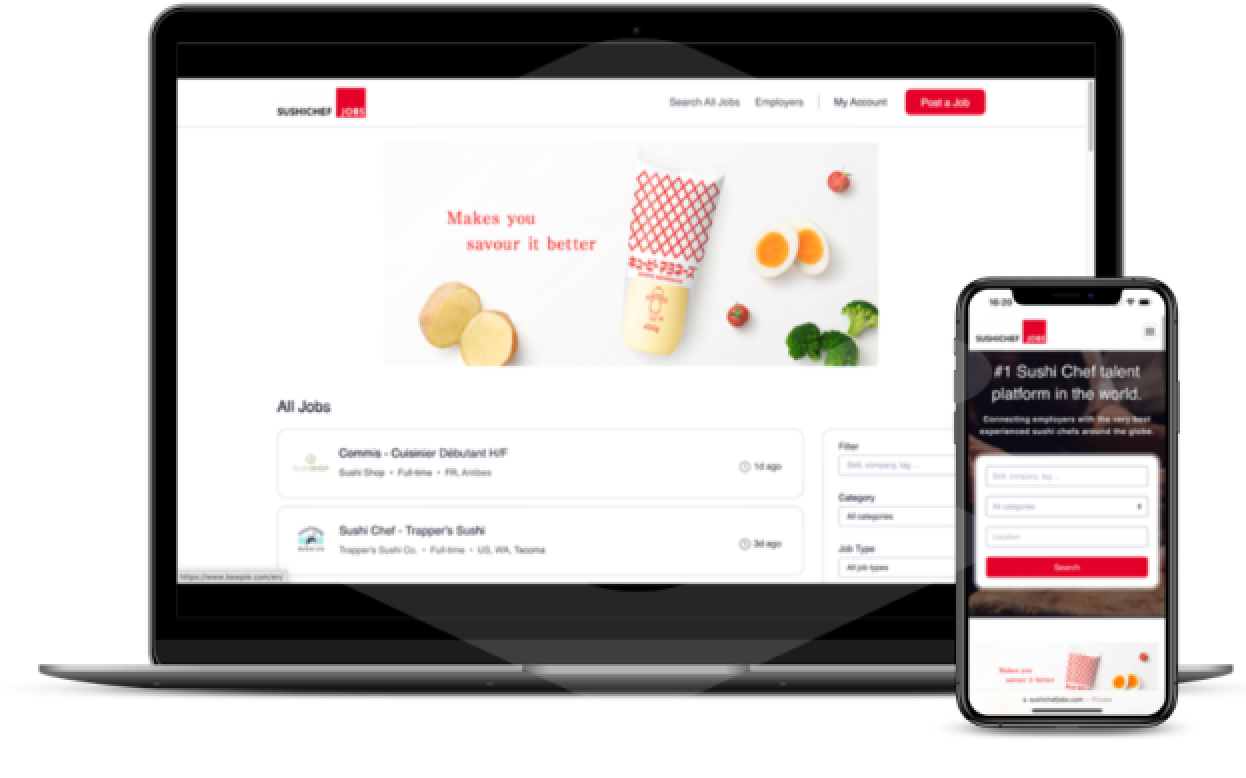 SUSHICHEF JOBS
Search All Jobs Employers My Account Post a Job
Makes you
savour it better
キユーピーマヨネーズ
All Jobs
Commis - Cuisinier Débutant H/F
Sushi Shop • Full-time • FR, Antibes
1d ago
Sushi Chef - Trapper's Sushi
Trapper's Sushi Co. • Full-time • US, WA, Tacoma
3d ago
Filter
Skill, company, tag ...
Category
All categories
Job Type
All job types
https://www.kewpie.com/en/
SUSHICHEF JOBS
#1 Sushi Chef talent
platform in the world.
Connecting employers with the very best
experienced sushi chefs around the globe.
Skill, company, tag ...
All categories
Location
Search
Makes you
savour it better
sushichefjobs.com — Private